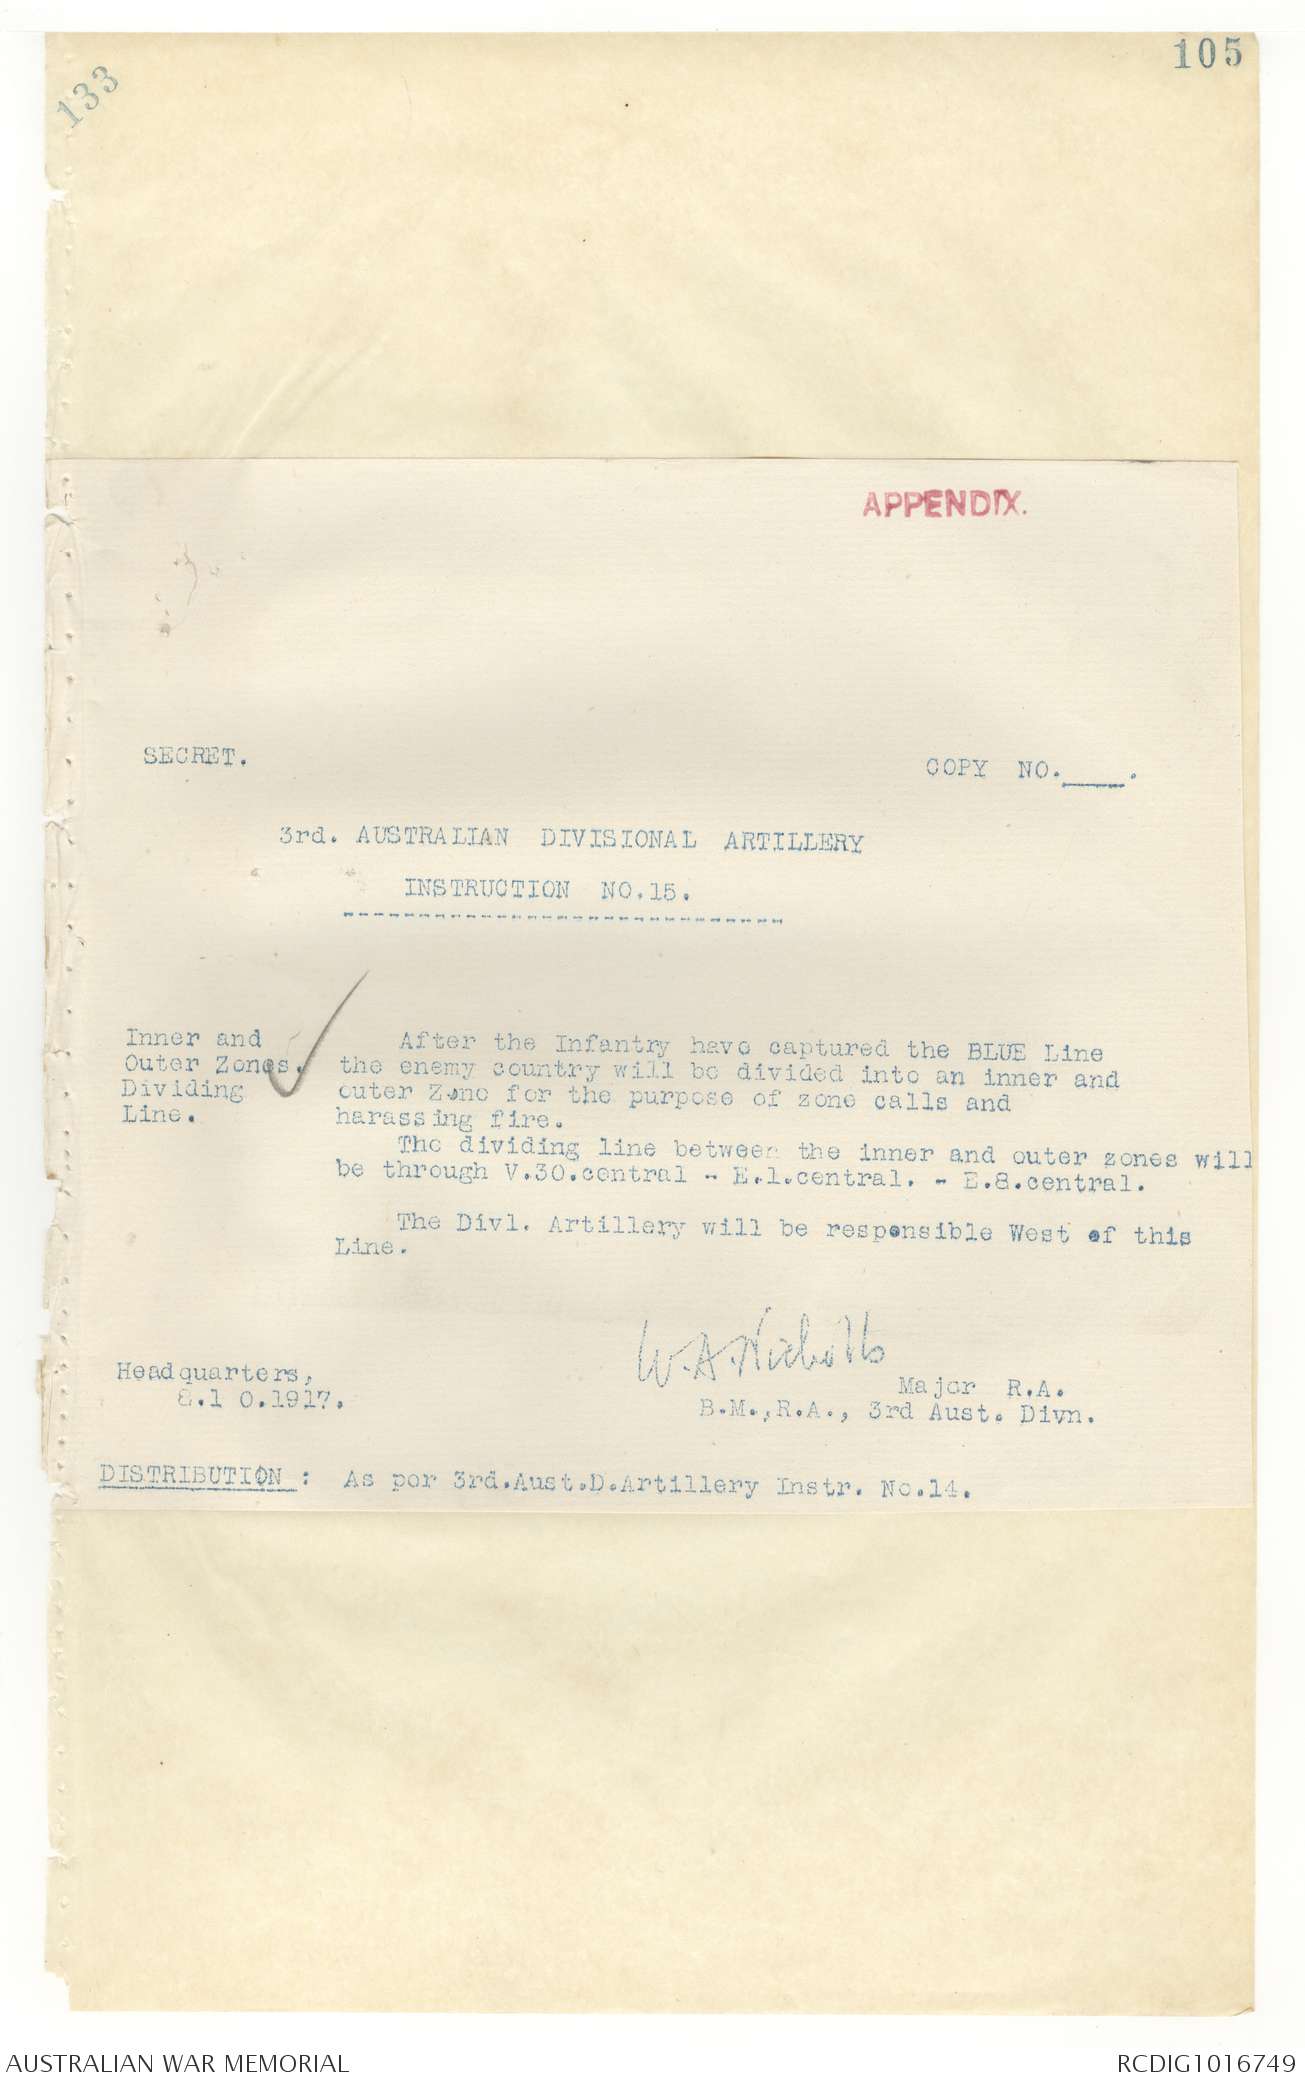 105
133
APPENDIX.
SECRET.
COPY NO.____.
3rd. AUSTRALIAN DIVISIONAL ARTILLERY
INSTRUCTION NO.15.
Inner and
Outer Zones.
Dividing
Line.
After the Infantry have captured the BLUE Line
the enemy country will be divided into an inner and
outer Zone for the purpose of zone calls and
harassing fire.
The dividing line between the inner and outer zones will
be through V.30.central - E.1.central. - E.8.central.
The Divl. Artillery will be responsible West of this
Line.
W.A. Nicholls
Headquarters,
8.10.1917.
Major R.A.
B.M.,R.A., 3rd Aust. Divn.
DISTRIBUTION : As per 3rd.Aust.D.Artillery Instr. No.14.
AUSTRALIAN WAR MEMORIAL
RCDIG1016749